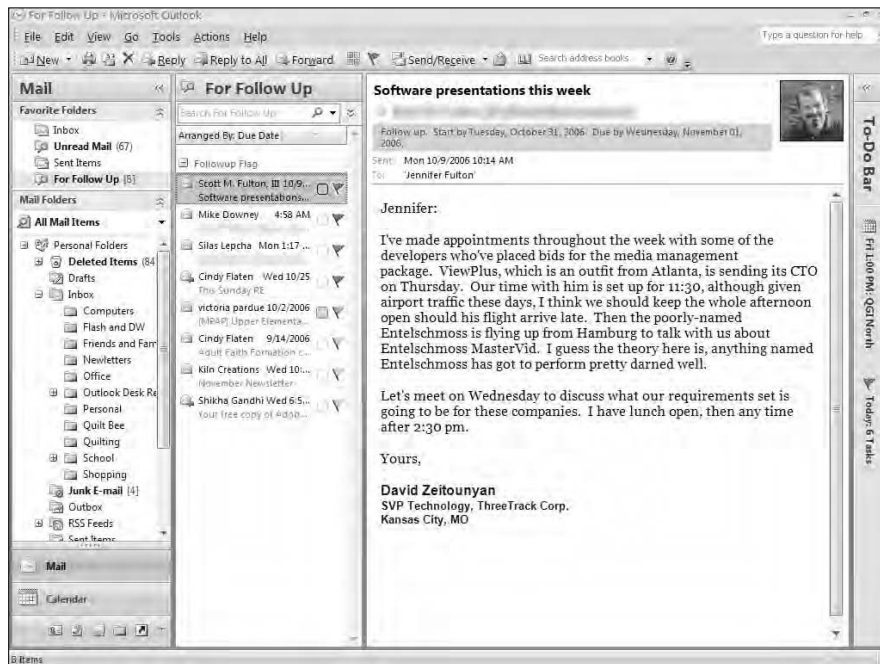 For Follow Up - Microsoft Outlook
File Edit View Go Tools Actions Help
Type a question for help
New Reply Reply to All Forward Send/Receive Search address books
Mail
Favorite Folders
Inbox
Unread Mail (67)
Sent Items
For Follow Up [5]
Mail Folders
All Mail Items
Personal Folders
Deleted Items (84
Drafts
Inbox
Computers
Flash and DW
Friends and Fam
Newletters
Office
Outlook Desk Re
Personal
Quilt Bee
Quilting
School
Shopping
Junk E-mail [4]
Outbox
RSS Feeds
Sent Items
Mail
Calendar
For Follow Up
Search For Follow Up
Arranged By: Due Date
Followup Flag
Scott M. Fulton, III 10/9...
Software presentations...
Mike Downey 4:58 AM
Silas Lepcha Mon 1:17 ...
Cindy Flaten Wed 10/25
This Sunday RE
victoria pardue 10/2/2006
[MPAP] Upper Elementa...
Cindy Flaten 9/14/2006
Adult Faith Formation c...
Kiln Creations Wed 10:...
November Newsletter
Shikha Gandhi Wed 6:5...
Your free copy of Adob...
Software presentations this week
Follow up. Start by Tuesday, October 31, 2006. Due by Wednesday, November 01,
2006.
Sent: Mon 10/9/2006 10:14 AM
To: 'Jennifer Fulton'
Jennifer:
I've made appointments throughout the week with some of the
developers who've placed bids for the media management
package. ViewPlus, which is an outfit from Atlanta, is sending its CTO
on Thursday. Our time with him is set up for 11:30, although given
airport traffic these days, I think we should keep the whole afternoon
open should his flight arrive late. Then the poorly-named
Entelschmoss is flying up from Hamburg to talk with us about
Entelschmoss MasterVid. I guess the theory here is, anything named
Entelschmoss has got to perform pretty darned well.
Let's meet on Wednesday to discuss what our requirements set is
going to be for these companies. I have lunch open, then any time
after 2:30 pm.
Yours,
David Zeitounyan
SVP Technology, ThreeTrack Corp.
Kansas City, MO
To-Do Bar
Fri 1:00 PM: QGI North
Today: 6 Tasks
8 Items